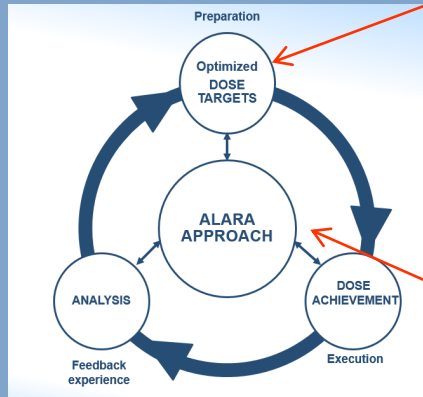 Preparation
Optimized
DOSE
TARGETS
ALARA
APPROACH
ANALYSIS
DOSE
ACHIEVEMENT
Feedback
experience
Execution